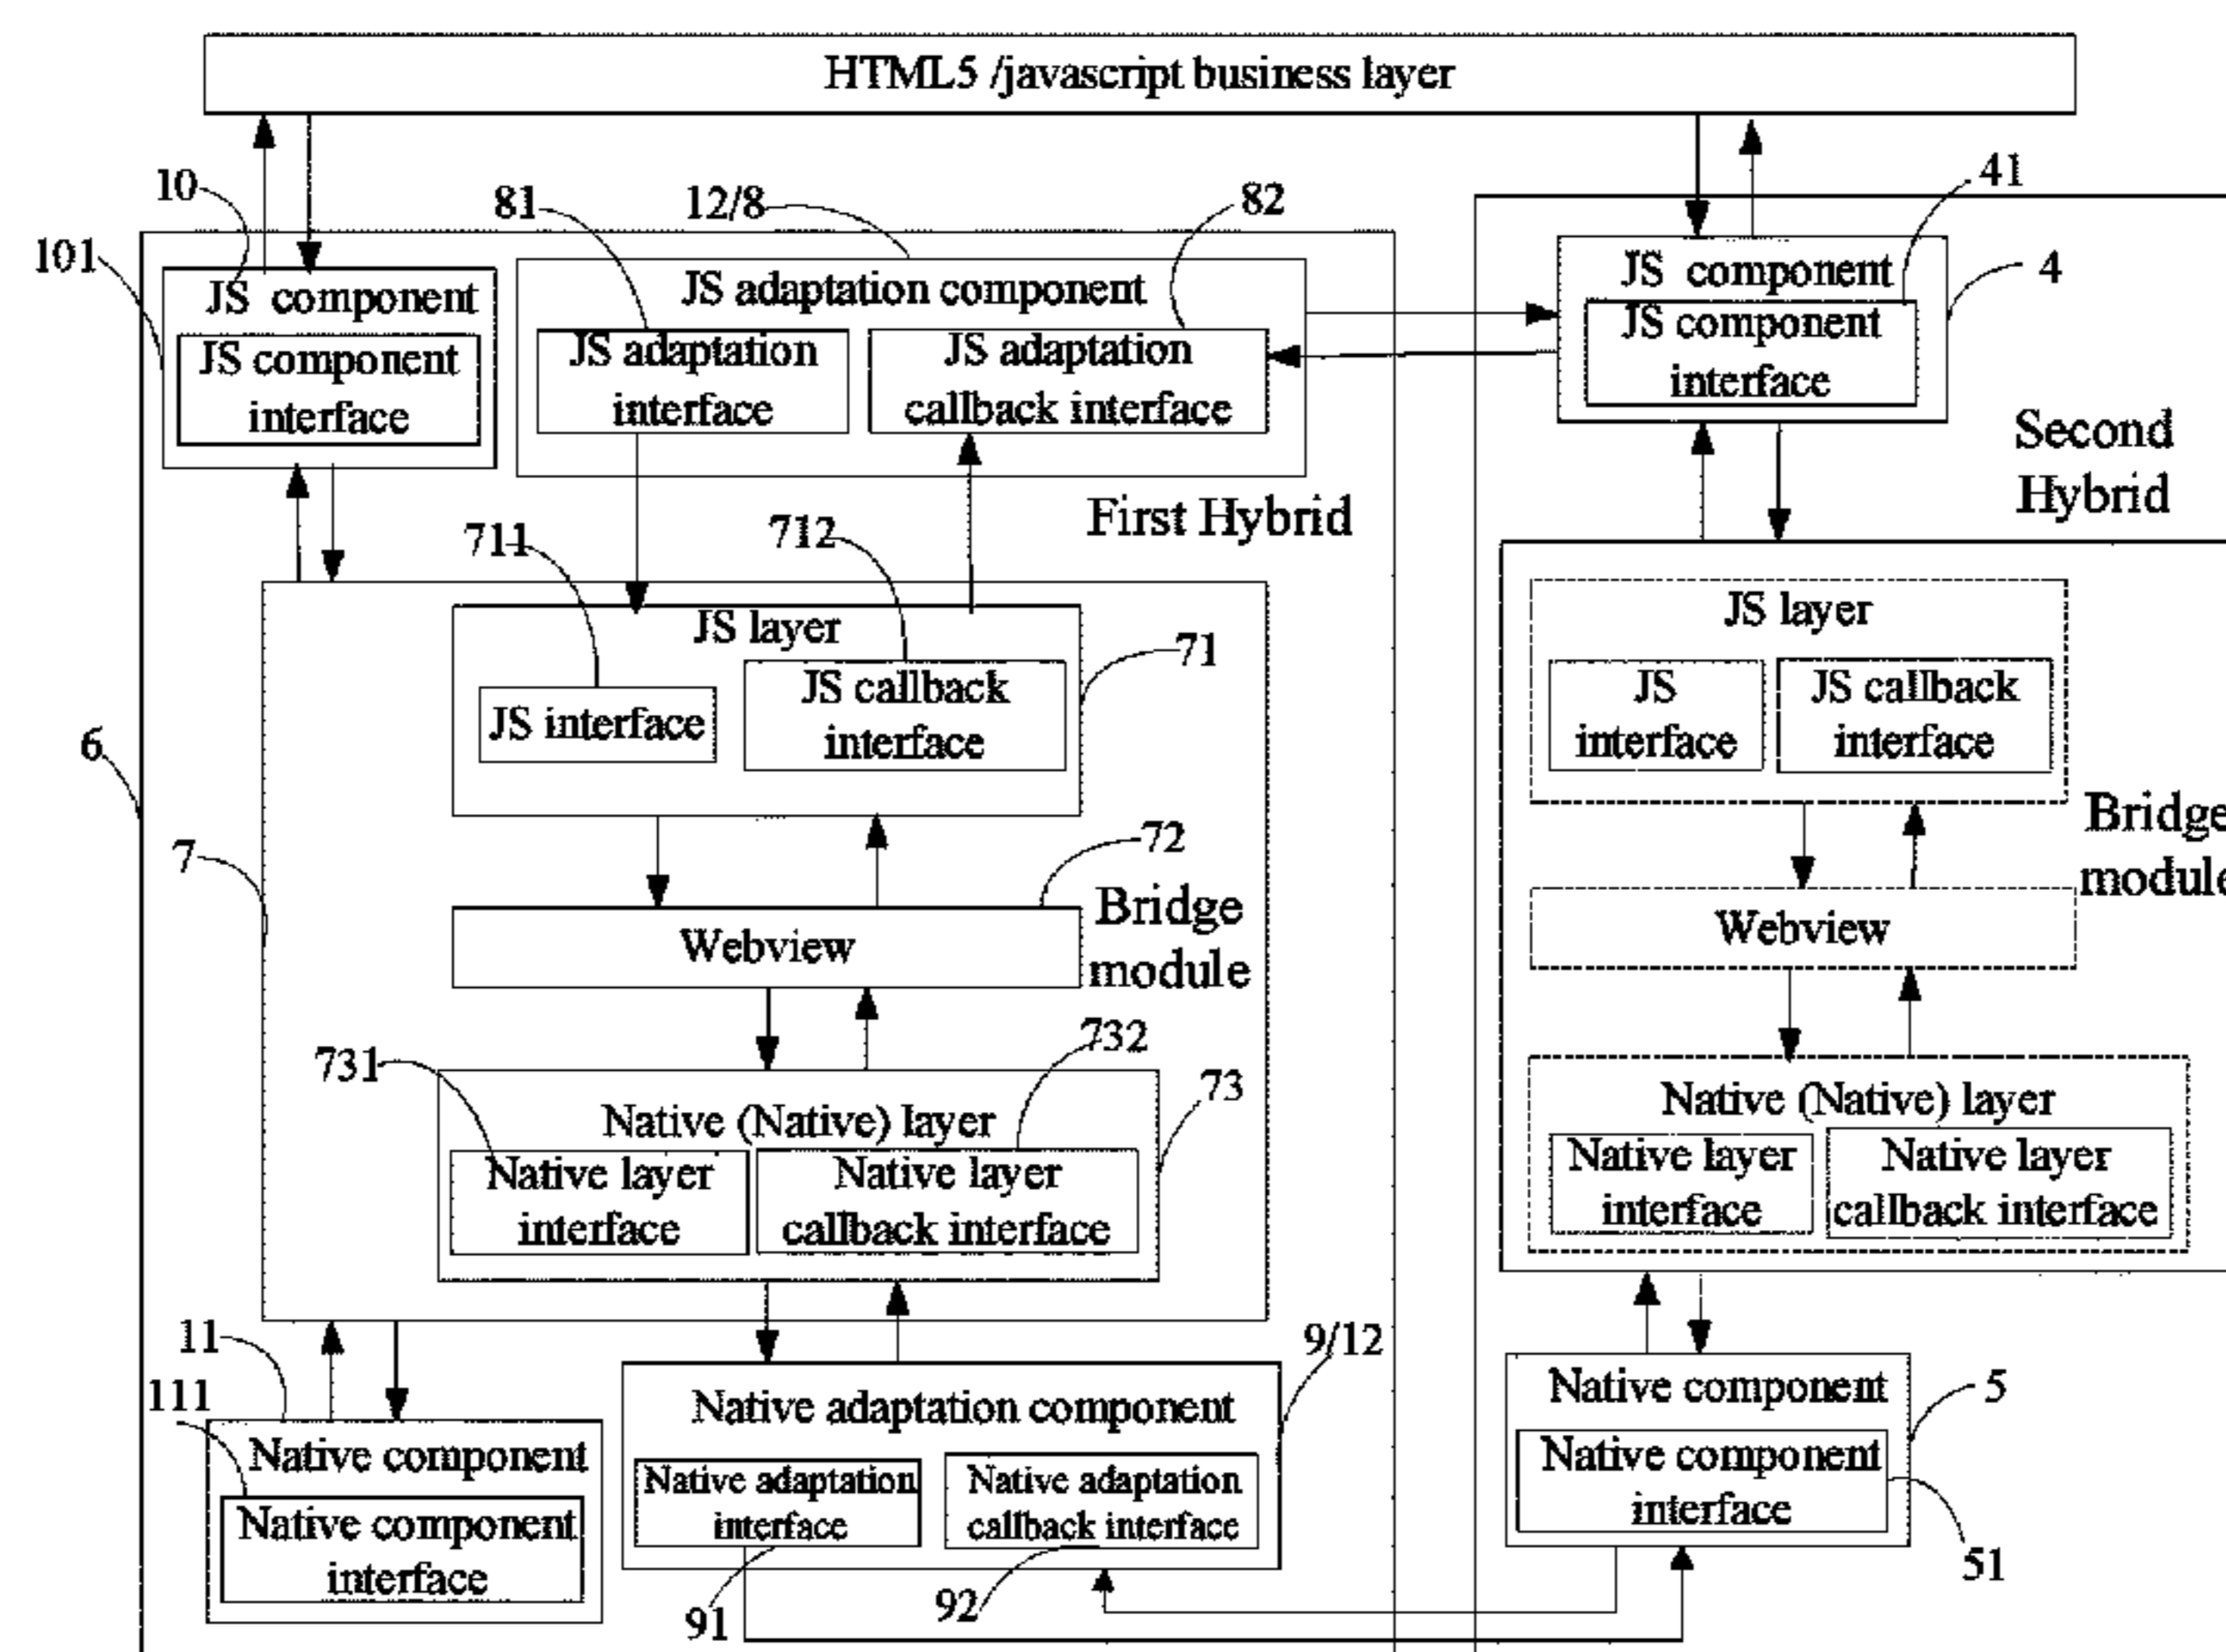 HTML5 /javascript business layer
10
81
12/8
82
41
101
JS component
JS component
interface
JS adaptation component
JS adaptation
interface
JS adaptation
callback interface
JS component
JS component
interface
4
First Hybrid
Second
Hybrid
711
712
JS layer
JS interface
JS callback
interface
71
JS layer
JS
interface
JS callback
interface
6
7
72
Webview
Bridge
module
Webview
Bridge
module
731
732
73
Native (Native) layer
Native layer
interface
Native layer
callback interface
Native (Native) layer
Native layer
interface
Native layer
callback interface
11
111
Native component
Native component
interface
9/12
Native adaptation component
Native adaptation
interface
Native adaptation
callback interface
91
92
Native component
Native component
interface
5
51